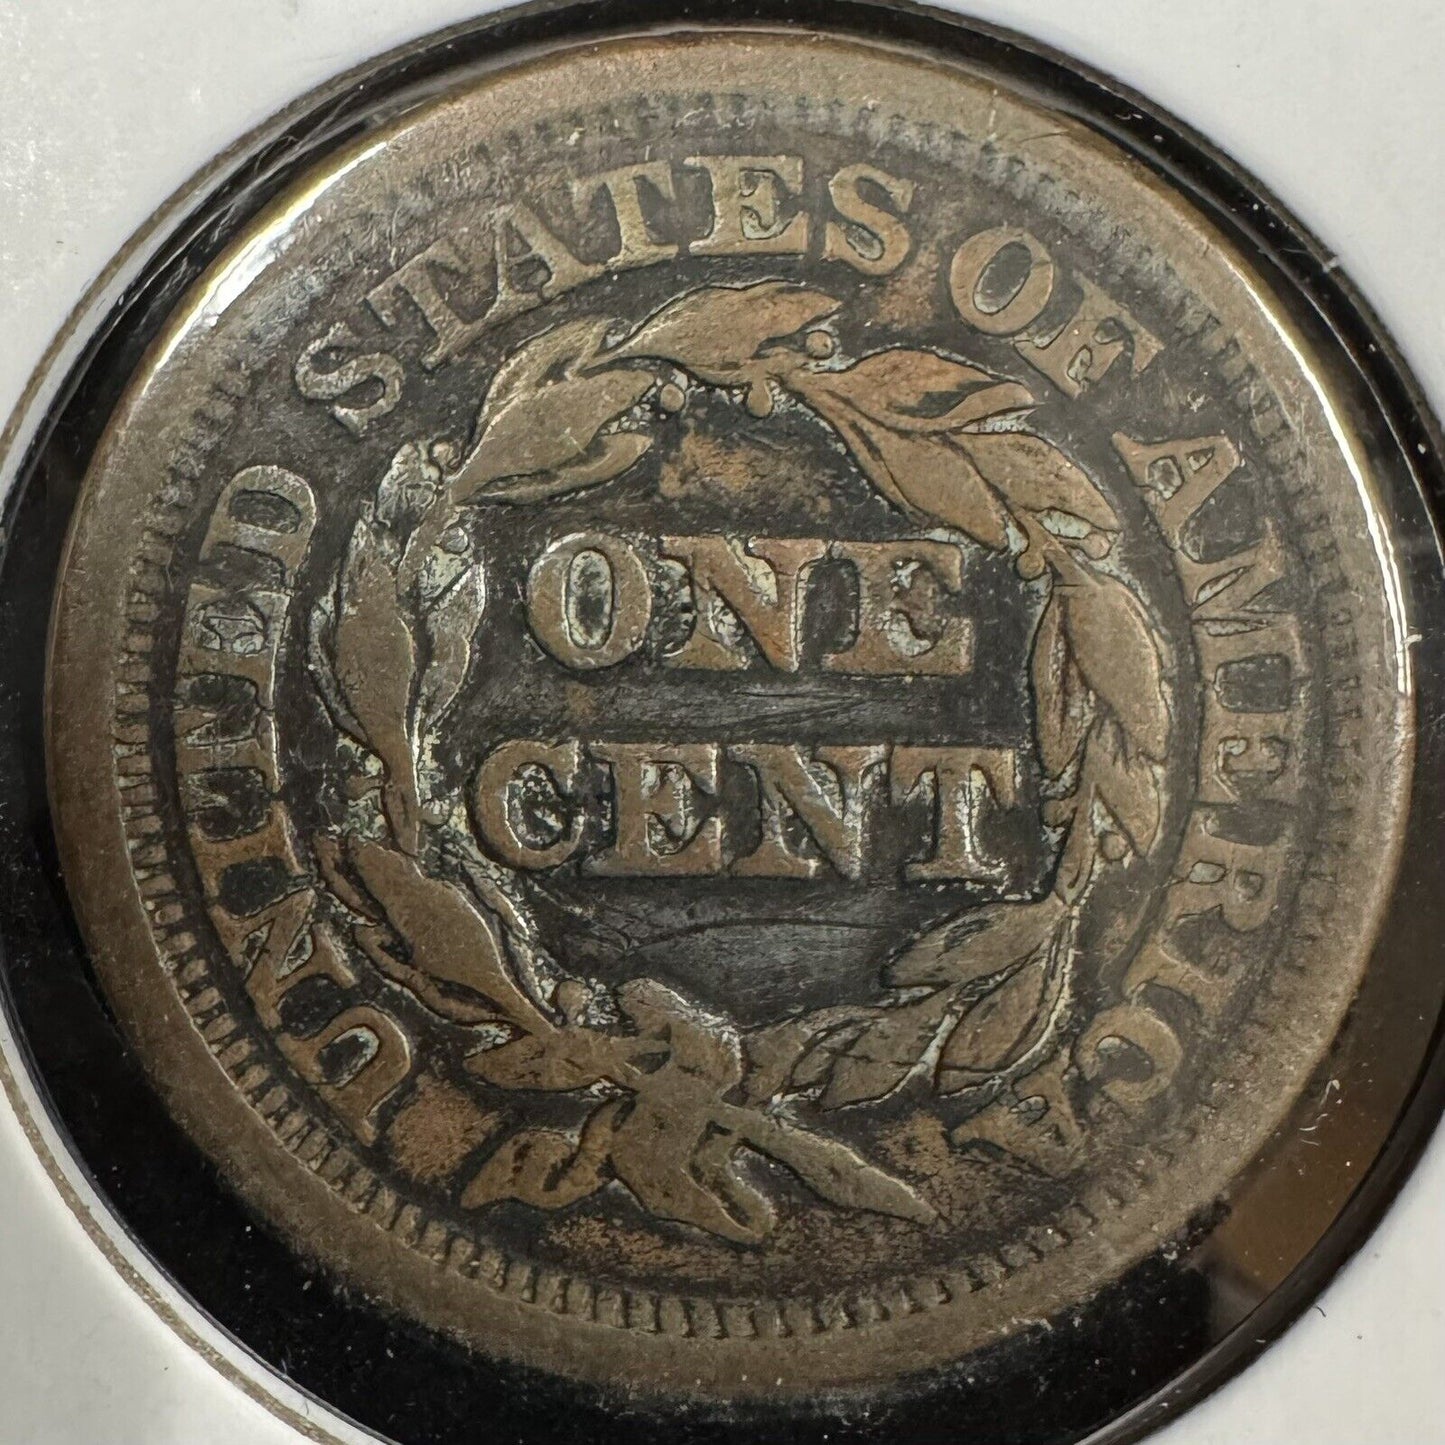 UNITED STATES OF AMERICA
ONE
CENT